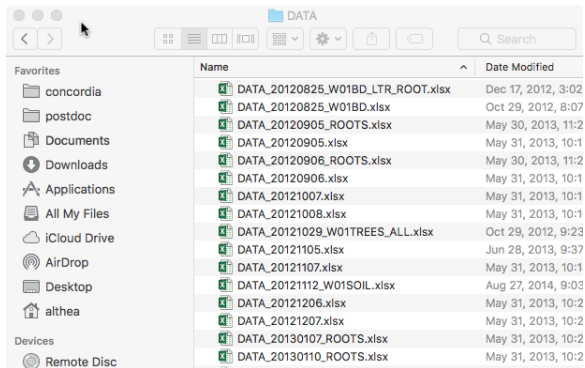 DATA
Search
Favorites
concordia
postdoc
Documents
Downloads
Applications
All My Files
iCloud Drive
AirDrop
Desktop
althea
Devices
Remote Disc
Name Date Modified
DATA_20120825_W01BD_LTR_ROOT.xlsx Dec 17, 2012, 3:02
DATA_20120825_W01BD.xlsx Oct 29, 2012, 8:07
DATA_20120905_ROOTS.xlsx May 30, 2013, 11:2
DATA_20120905.xlsx May 31, 2013, 10:1
DATA_20120906_ROOTS.xlsx May 30, 2013, 11:2
DATA_20120906.xlsx May 31, 2013, 10:1
DATA_20121007.xlsx May 31, 2013, 10:1
DATA_20121008.xlsx May 31, 2013, 10:1
DATA_20121029_W01TREES_ALL.xlsx Oct 29, 2012, 9:23
DATA_20121105.xlsx Jun 28, 2013, 9:37
DATA_20121107.xlsx May 31, 2013, 10:1
DATA_20121112_W01SOIL.xlsx Aug 27, 2014, 9:03
DATA_20121206.xlsx May 31, 2013, 10:2
DATA_20121207.xlsx May 31, 2013, 10:2
DATA_20130107_ROOTS.xlsx May 31, 2013, 10:2
DATA_20130110_ROOTS.xlsx May 31, 2013, 10:2